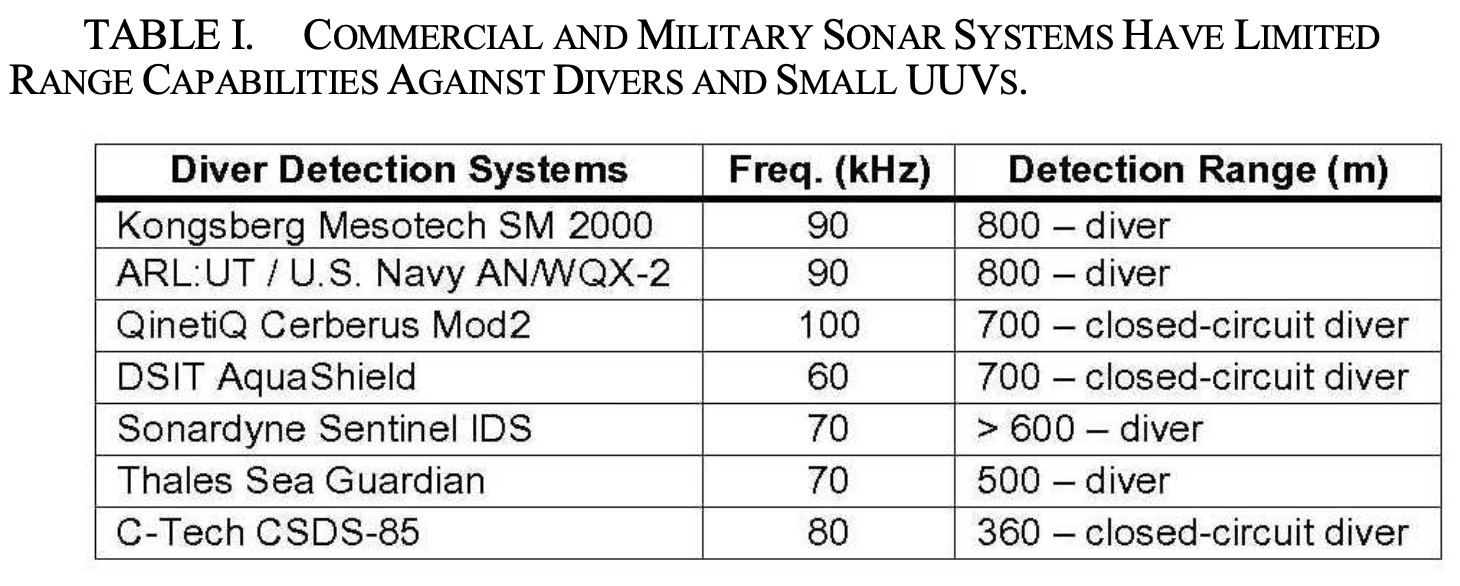 TABLE I. COMMERCIAL AND MILITARY SONAR SYSTEMS HAVE LIMITED
RANGE CAPABILITIES AGAINST DIVERS AND SMALL UUVS.
Diver Detection Systems Freq. (kHz) Detection Range (m)
Kongsberg Mesotech SM 2000 90 800 – diver
ARL:UT / U.S. Navy AN/WQX-2 90 800 – diver
QinetiQ Cerberus Mod2 100 700 – closed-circuit diver
DSIT AquaShield 60 700 – closed-circuit diver
Sonardyne Sentinel IDS 70 > 600 – diver
Thales Sea Guardian 70 500 – diver
C-Tech CSDS-85 80 360 – closed-circuit diver